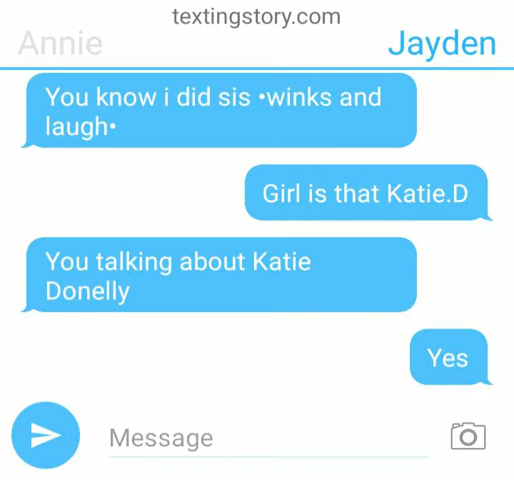 textingstory.com
Annie
Jayden
You know i did sis •winks and
laugh•
Girl is that Katie.D
You talking about Katie
Donelly
Yes
Message